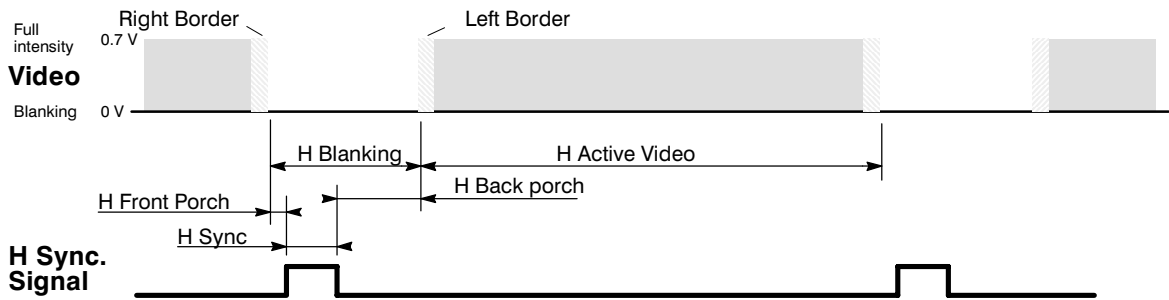 Right Border
Left Border
Full
intensity
0.7 V
Video
Blanking
0 V
H Blanking
H Active Video
H Back porch
H Front Porch
H Sync
H Sync.
Signal